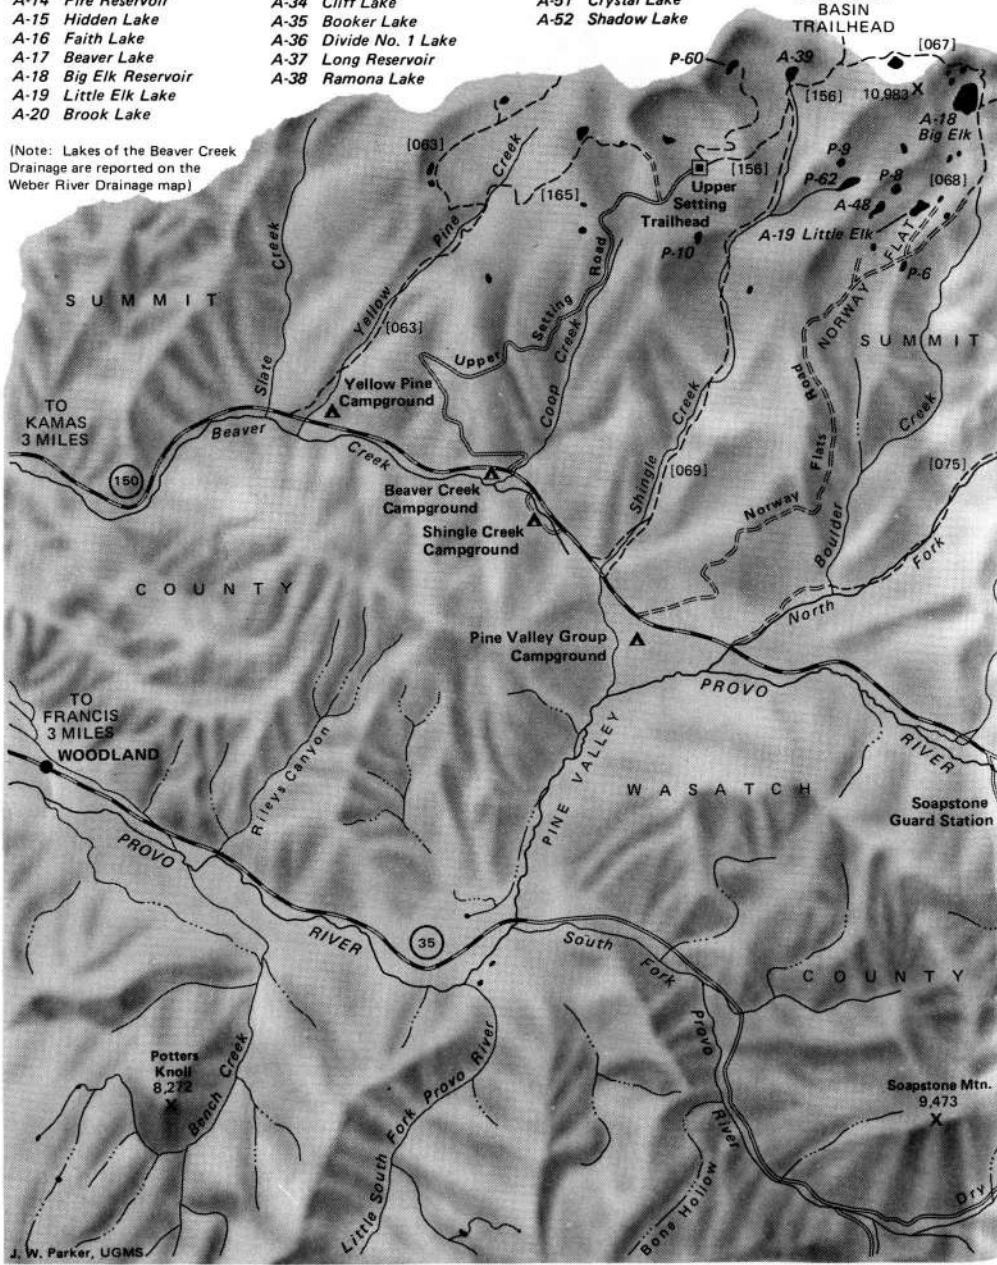 A-15 Hidden Lake
A-16 Faith Lake
A-17 Beaver Lake
A-18 Big Elk Reservoir
A-19 Little Elk Lake
A-20 Brook Lake
A-34 Cliff Lake
A-35 Booker Lake
A-36 Divide No. 1 Lake
A-37 Long Reservoir
A-38 Ramona Lake
A-51 Crystal Lake
A-52 Shadow Lake
(Note: Lakes of the Beaver Creek
Drainage are reported on the
Weber River Drainage map)
BASIN
TRAILHEAD
[067]
P-60
A-39
[156]
10,983
A-18
Big Elk
[063]
Creek
[165]
[156]
Upper
Setting
Trailhead
P-9
P-62
P-8
[068]
A-48
A-19 Little Elk
P-10
P-6
NORWAY FLAT
SUMMIT
Slate Creek
Yellow Pine
[063]
Upper Setting Road
Coop Creek
SUMMIT
Yellow Pine
Campground
TO
KAMAS
3 MILES
Beaver Creek
150
Beaver Creek
Campground
Shingle Creek
Campground
Shingle Creek
[069]
Norway Flats Road
Boulder Creek
[075]
North Fork
COUNTY
Pine Valley Group
Campground
PROVO RIVER
TO
FRANCIS
3 MILES
WOODLAND
Rileys Canyon
PINE VALLEY
WASATCH
Soapstone
Guard Station
PROVO RIVER
35
South Fork Provo River
COUNTY
Potters
Knoll
8,272
Bench Creek
Little South Fork Provo River
Bone Hollow
Soapstone Mtn.
9,473
Dry
J. W. Parker, UGMS